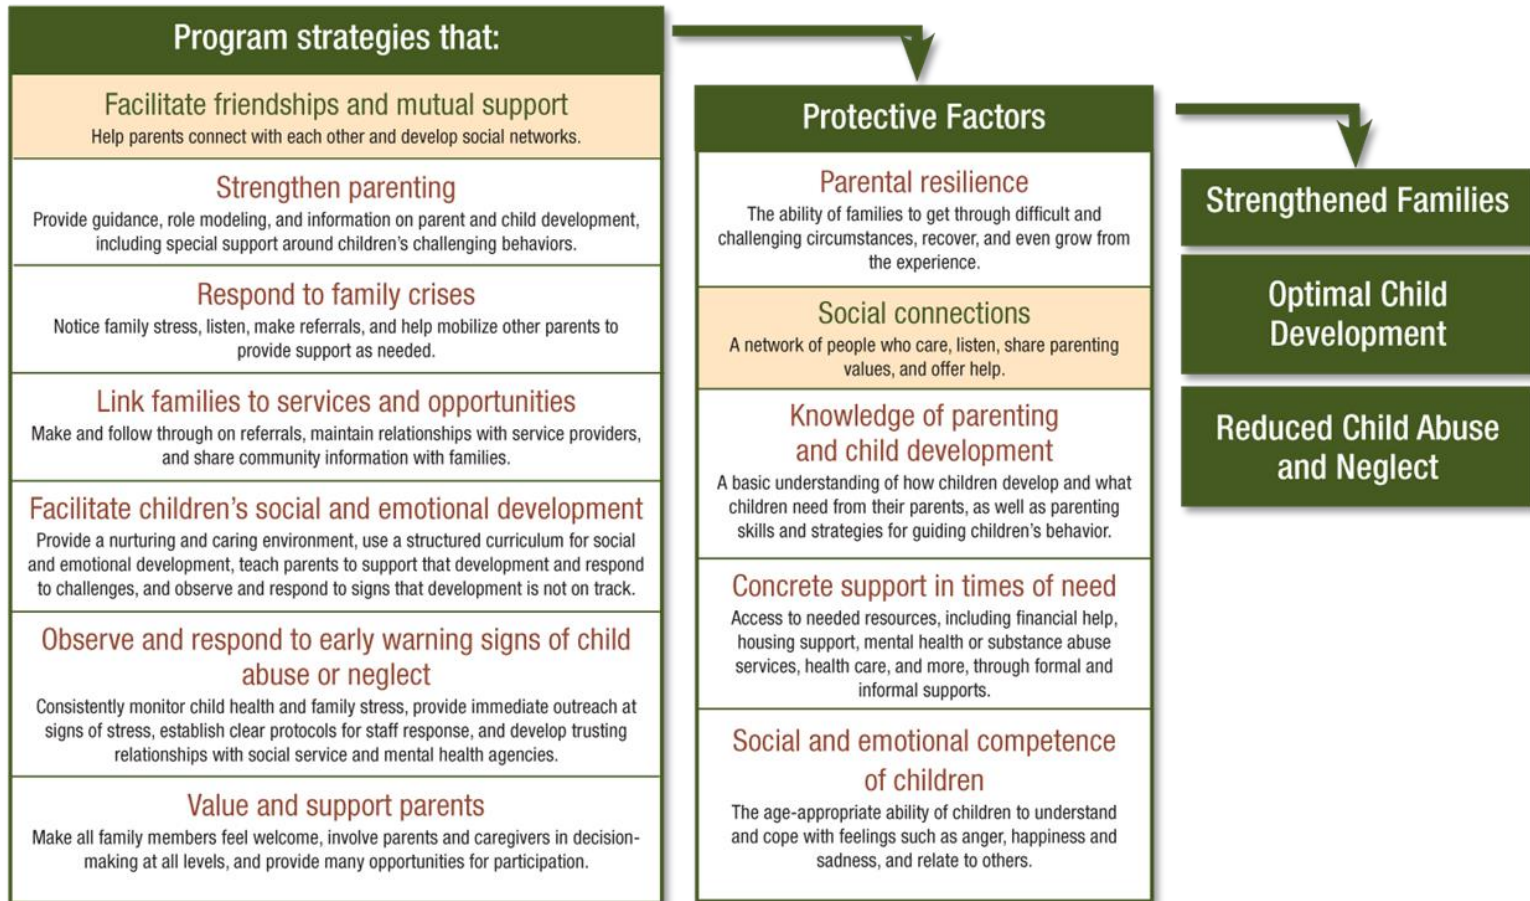 Program strategies that:
Facilitate friendships and mutual support
Help parents connect with each other and develop social networks.
Strengthen parenting
Provide guidance, role modeling, and information on parent and child development,
including special support around children’s challenging behaviors.
Respond to family crises
Notice family stress, listen, make referrals, and help mobilize other parents to
provide support as needed.
Link families to services and opportunities
Make and follow through on referrals, maintain relationships with service providers,
and share community information with families.
Facilitate children’s social and emotional development
Provide a nurturing and caring environment, use a structured curriculum for social
and emotional development, teach parents to support that development and respond
to challenges, and observe and respond to signs that development is not on track.
Observe and respond to early warning signs of child
abuse or neglect
Consistently monitor child health and family stress, provide immediate outreach at
signs of stress, establish clear protocols for staff response, and develop trusting
relationships with social service and mental health agencies.
Value and support parents
Make all family members feel welcome, involve parents and caregivers in decision-
making at all levels, and provide many opportunities for participation.
Protective Factors
Parental resilience
The ability of families to get through difficult and
challenging circumstances, recover, and even grow from
the experience.
Social connections
A network of people who care, listen, share parenting
values, and offer help.
Knowledge of parenting
and child development
A basic understanding of how children develop and what
children need from their parents, as well as parenting
skills and strategies for guiding children’s behavior.
Concrete support in times of need
Access to needed resources, including financial help,
housing support, mental health or substance abuse
services, health care, and more, through formal and
informal supports.
Social and emotional competence
of children
The age-appropriate ability of children to understand
and cope with feelings such as anger, happiness and
sadness, and relate to others.
Strengthened Families
Optimal Child
Development
Reduced Child Abuse
and Neglect